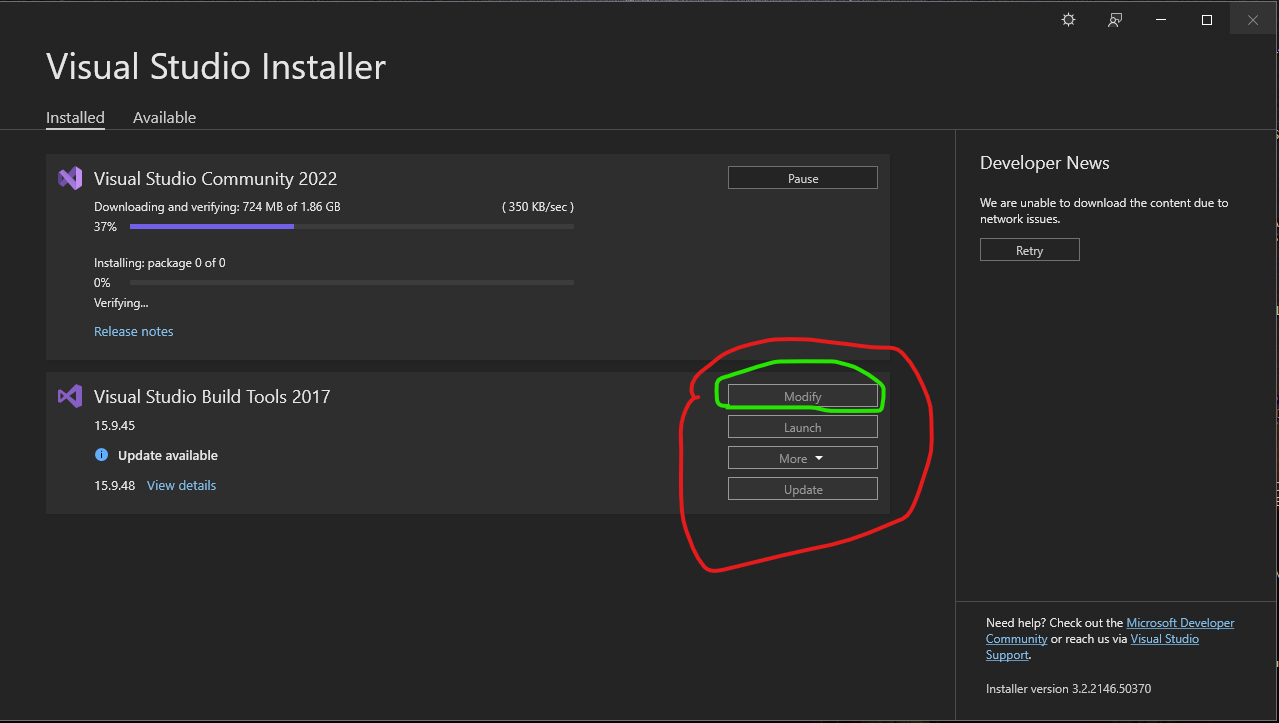 Visual Studio Installer
Installed Available
Visual Studio Community 2022
Pause
Downloading and verifying: 724 MB of 1.86 GB ( 350 KB/sec )
37%
Installing: package 0 of 0
0%
Verifying...
Release notes
Visual Studio Build Tools 2017
Modify
15.9.45
Launch
Update available
More
15.9.48 View details
Update
Developer News
We are unable to download the content due to
network issues.
Retry
Need help? Check out the Microsoft Developer
Community or reach us via Visual Studio
Support.
Installer version 3.2.2146.50370